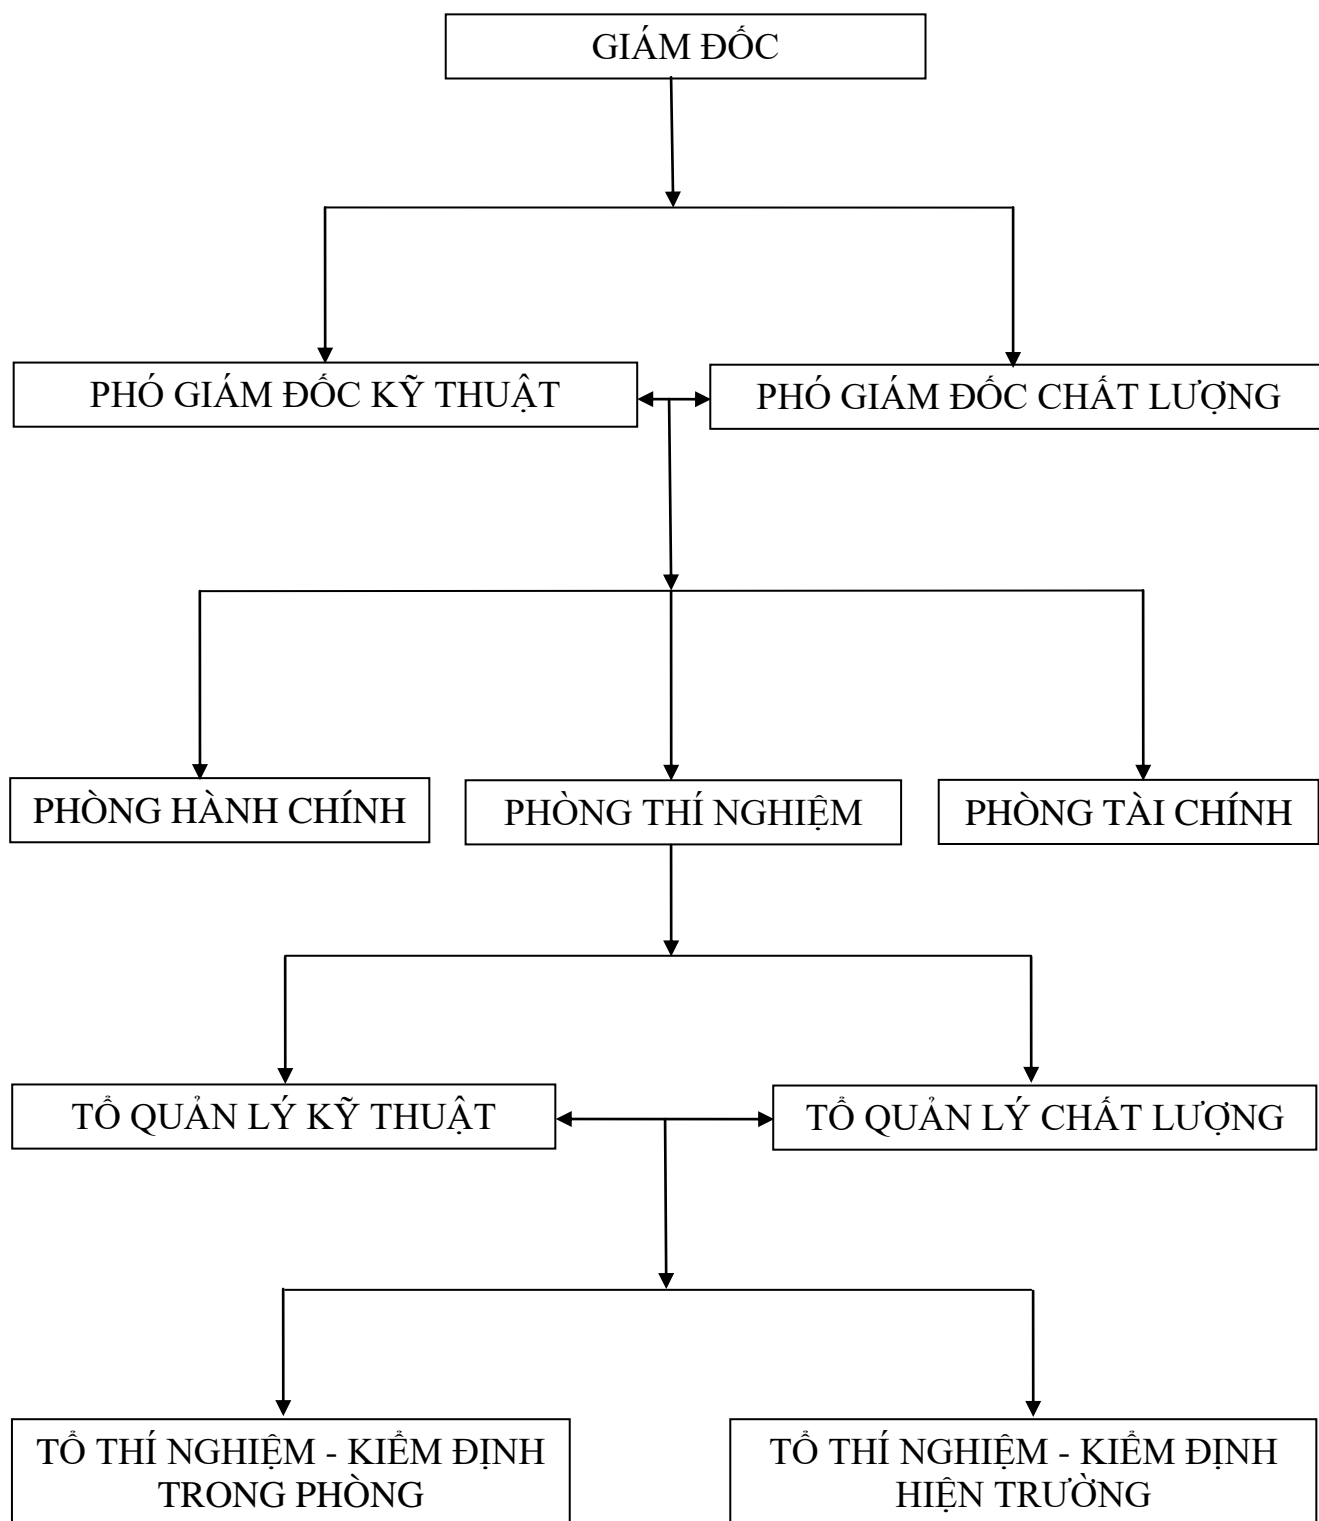 GIÁM ĐỐC
PHÓ GIÁM ĐỐC KỸ THUẬT
PHÓ GIÁM ĐỐC CHẤT LƯỢNG
PHÒNG HÀNH CHÍNH
PHÒNG THÍ NGHIỆM
PHÒNG TÀI CHÍNH
TỔ QUẢN LÝ KỸ THUẬT
TỔ QUẢN LÝ CHẤT LƯỢNG
TỔ THÍ NGHIỆM - KIỂM ĐỊNH
TRONG PHÒNG
TỔ THÍ NGHIỆM - KIỂM ĐỊNH
HIỆN TRƯỜNG